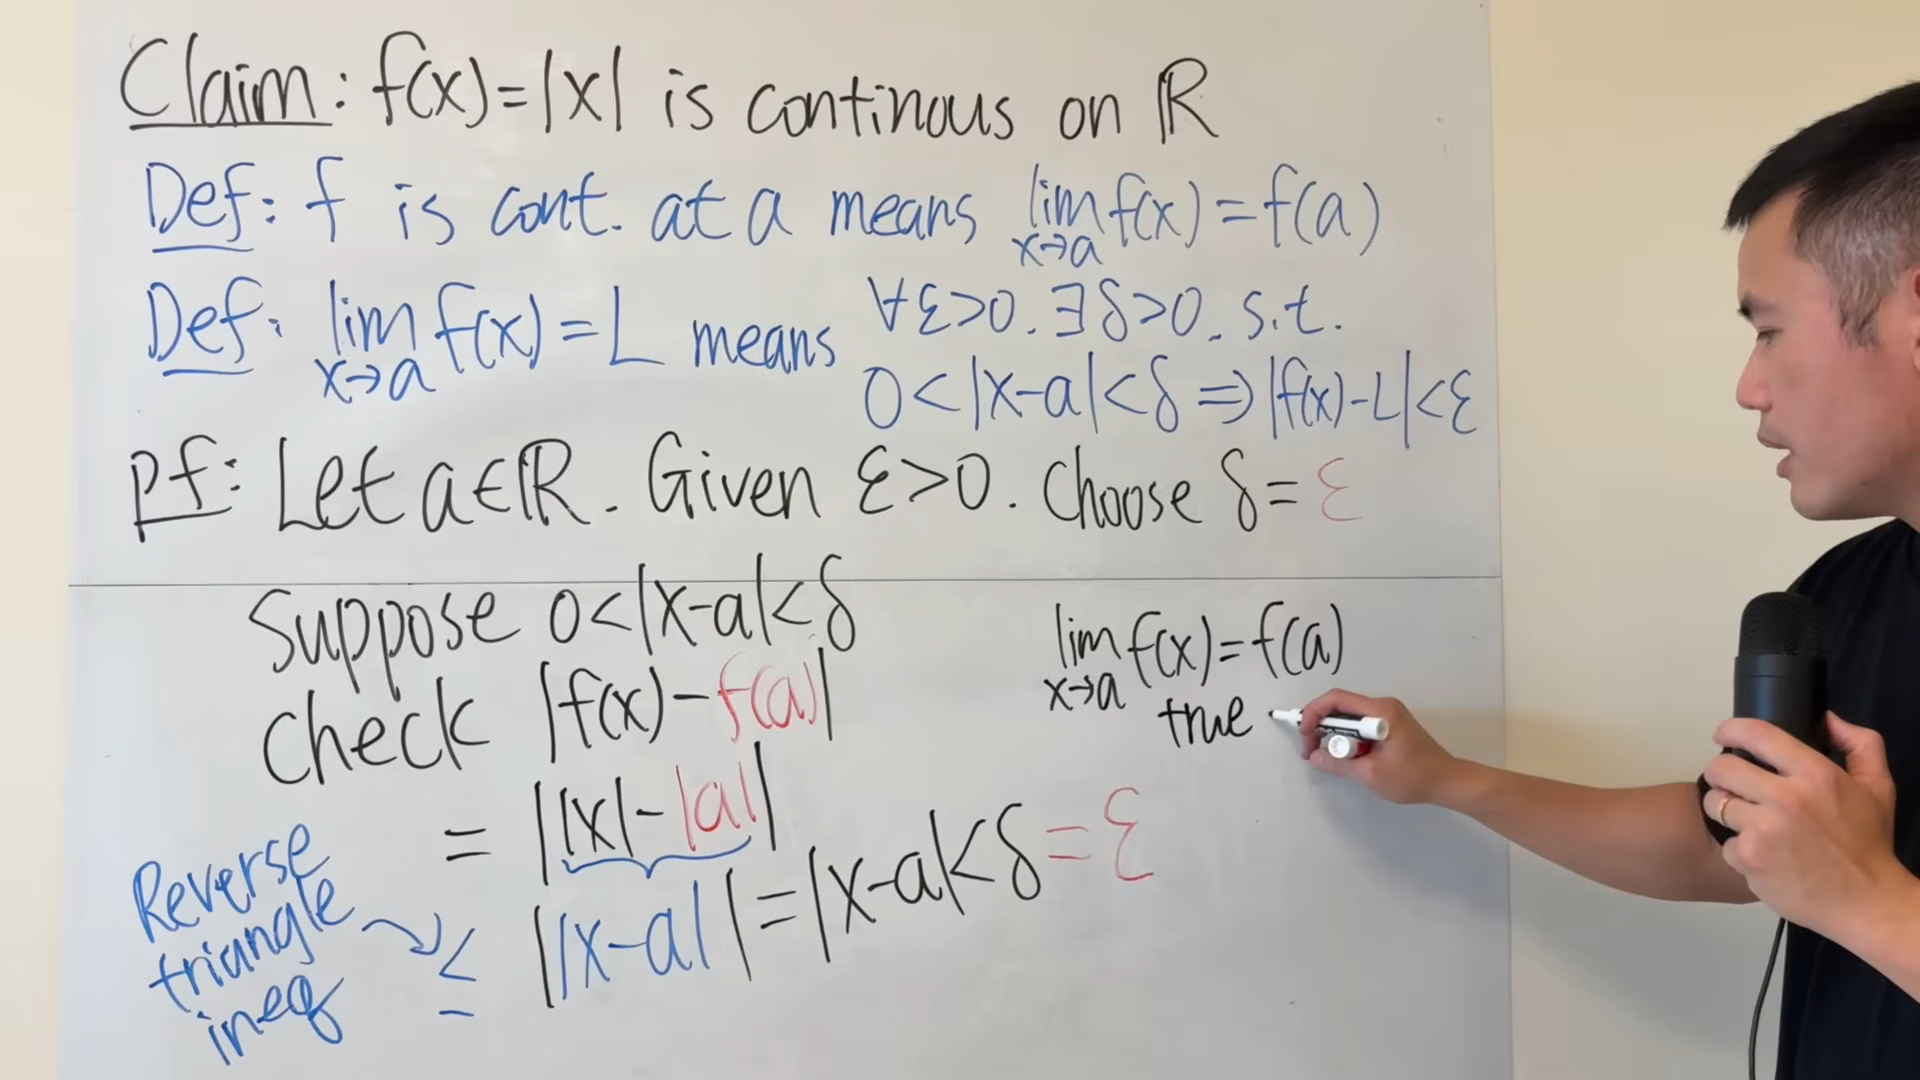 Claim: f(x)=|x| is continous on ℝ
Def: f is cont. at a means lim x→a f(x)=f(a)
Def: lim x→a f(x)=L means ∀ε>0. ∃δ>0. s.t.
0<|x-a|<δ ⇒ |f(x)-L|<ε
pf: Let a∈ℝ. Given ε>0. Choose δ=ε
Suppose 0<|x-a|<δ
check |f(x)-f(a)|
= ||x|-|a||
Reverse triangle ineq → ≤ ||x-a|| = |x-a|<δ=ε
lim x→a f(x)=f(a)
true